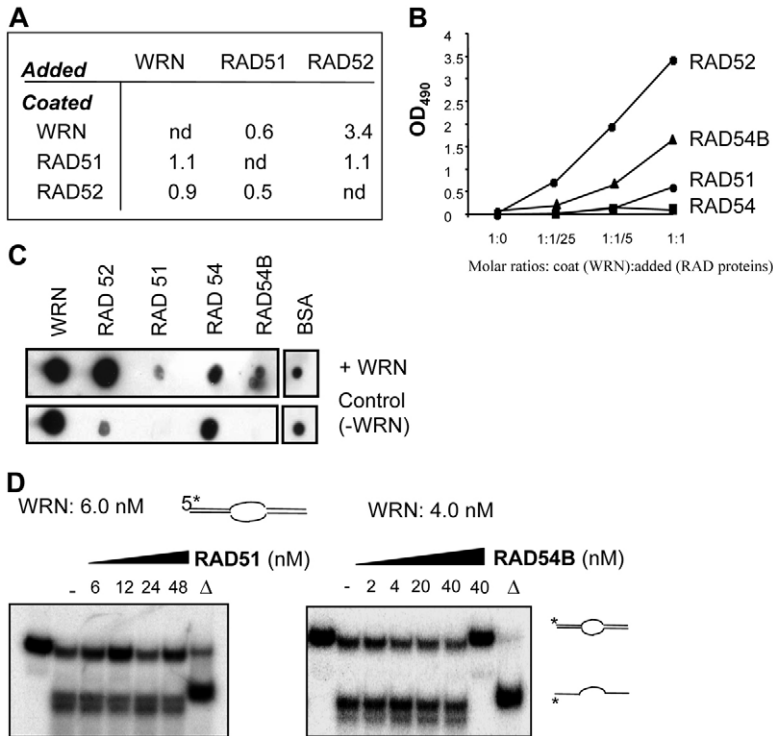 A
Added WRN RAD51 RAD52
Coated
WRN nd 0.6 3.4
RAD51 1.1 nd 1.1
RAD52 0.9 0.5 nd
B
OD490
4
3.5
3
2.5
2
1.5
1
0.5
0
RAD52
RAD54B
RAD51
RAD54
1:0 1:1/25 1:1/5 1:1
Molar ratios: coat (WRN):added (RAD proteins)
C
WRN RAD 52 RAD 51 RAD 54 RAD54B BSA
+ WRN
Control
(-WRN)
D
WRN: 6.0 nM 5* WRN: 4.0 nM
RAD51 (nM) RAD54B (nM)
- 6 12 24 48 Δ - 2 4 20 40 40 Δ
*
*